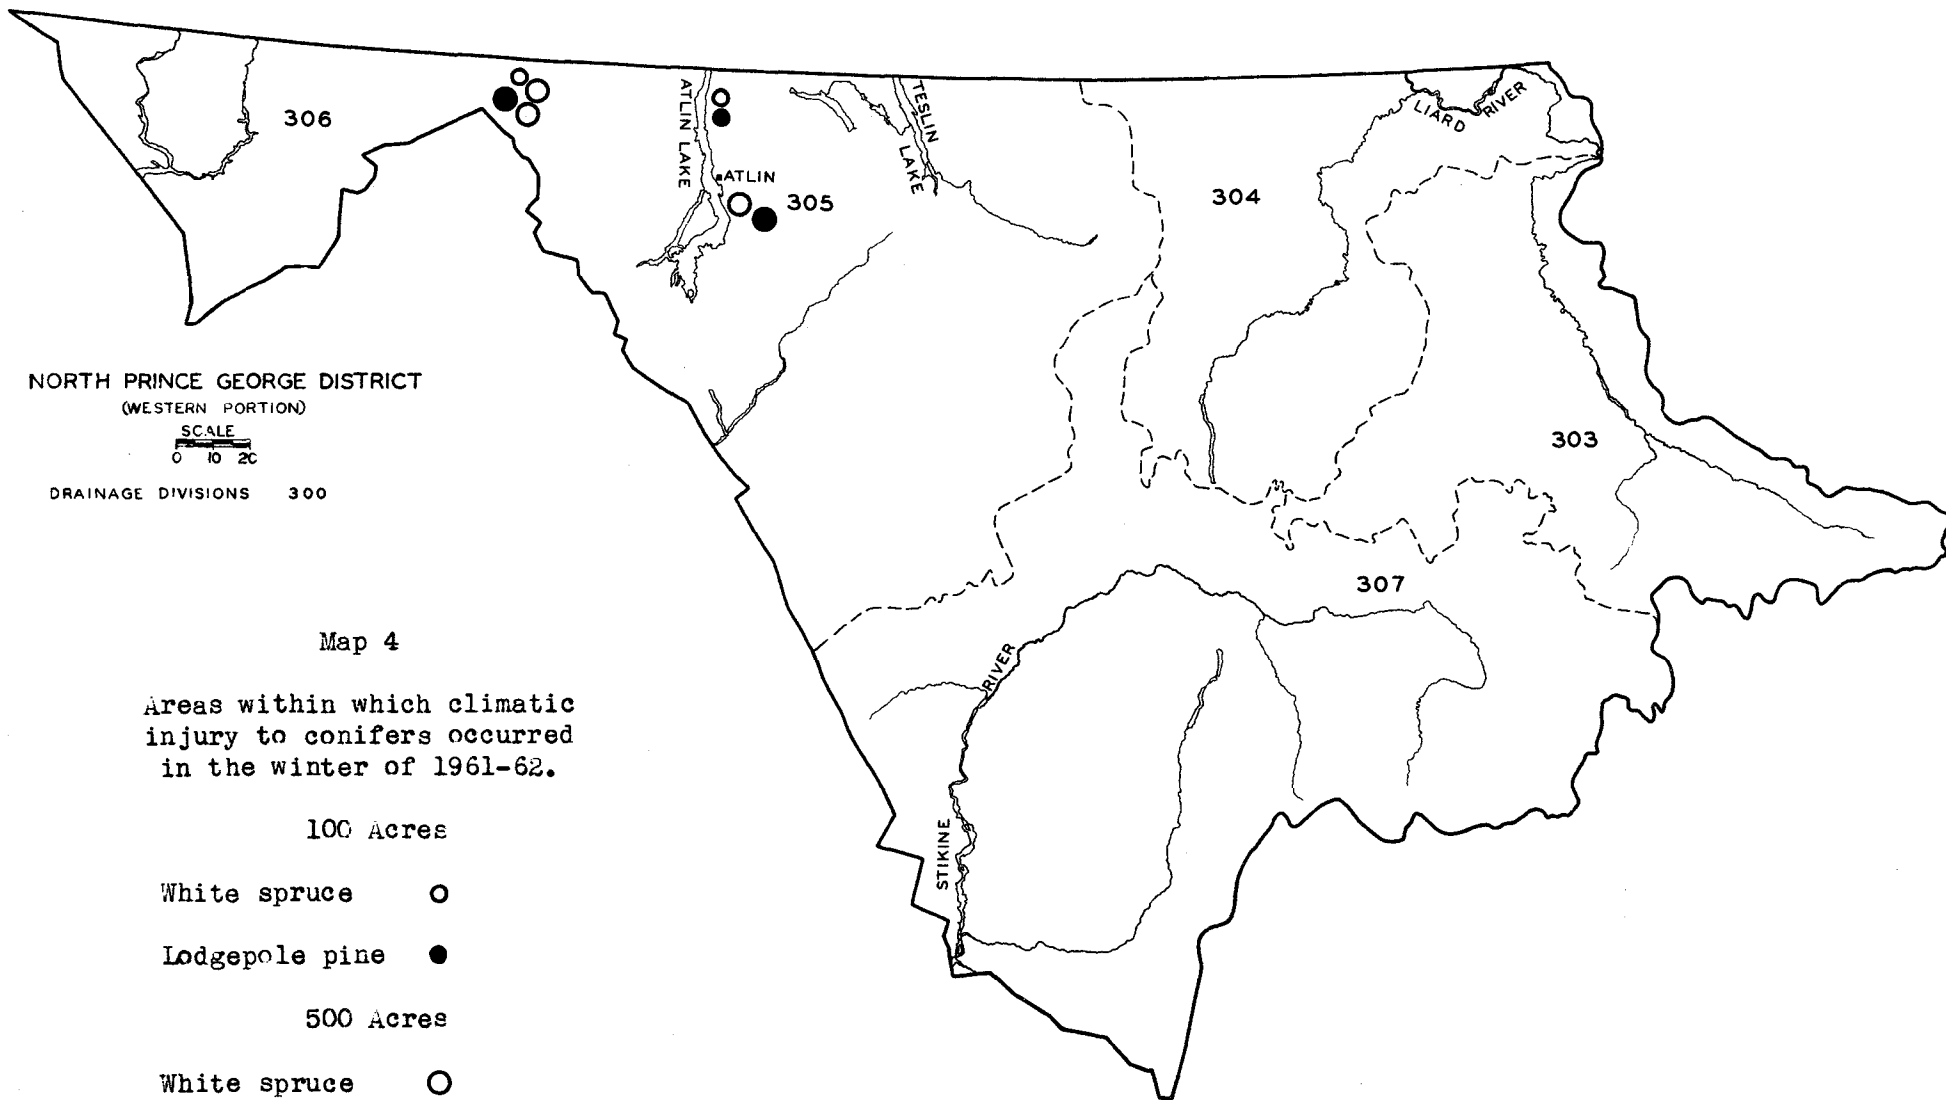 306
ATLIN LAKE
ATLIN
305
TESLIN LAKE
304
LIARD RIVER
303
307
STIKINE RIVER
NORTH PRINCE GEORGE DISTRICT
(WESTERN PORTION)
SCALE
0 10 20
DRAINAGE DIVISIONS 300
Map 4
Areas within which climatic
injury to conifers occurred
in the winter of 1961-62.
100 Acres
White spruce
Lodgepole pine
500 Acres
White spruce